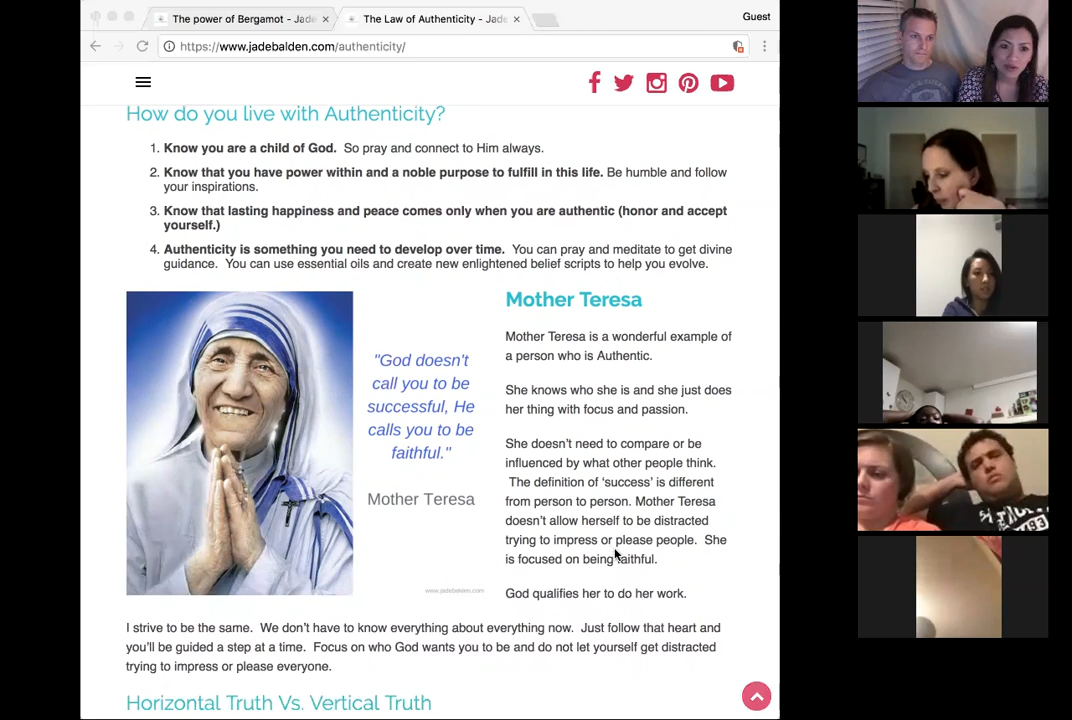 The power of Bergamot - Jade
The Law of Authenticity - Jade
Guest
https://www.jadebalden.com/authenticity/
How do you live with Authenticity?
1. Know you are a child of God. So pray and connect to Him always.
2. Know that you have power within and a noble purpose to fulfill in this life. Be humble and follow
your inspirations.
3. Know that lasting happiness and peace comes only when you are authentic (honor and accept
yourself.)
4. Authenticity is something you need to develop over time. You can pray and meditate to get divine
guidance. You can use essential oils and create new enlightened belief scripts to help you evolve.
"God doesn't
call you to be
successful, He
calls you to be
faithful."
Mother Teresa
www.jadebalden.com
Mother Teresa
Mother Teresa is a wonderful example of
a person who is Authentic.
She knows who she is and she just does
her thing with focus and passion.
She doesn't need to compare or be
influenced by what other people think.
The definition of 'success' is different
from person to person. Mother Teresa
doesn't allow herself to be distracted
trying to impress or please people. She
is focused on being faithful.
God qualifies her to do her work.
I strive to be the same. We don't have to know everything about everything now. Just follow that heart and
you'll be guided a step at a time. Focus on who God wants you to be and do not let yourself get distracted
trying to impress or please everyone.
Horizontal Truth Vs. Vertical Truth